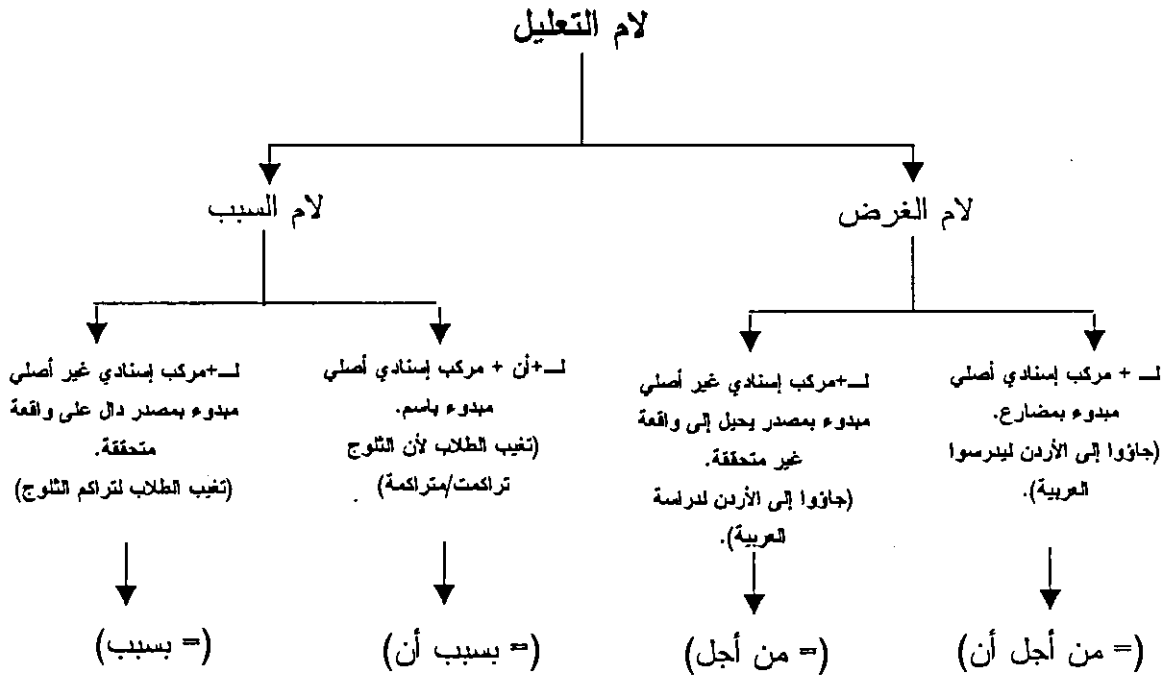 لام التعليل
لام الغرض
لام السبب
لـ + مركب إسنادي أصلي
مبدوء بمضارع.
(جاؤوا إلى الأردن ليدرسوا
العربية).
لـ+مركب إسنادي غير أصلي
مبدوء بمصدر يحيل إلى واقعة
غير متحققة.
(جاؤوا إلى الأردن لدراسة
العربية).
لـ+أن + مركب إسنادي أصلي
مبدوء باسم.
(تغيب الطلاب لأن الثلوج
تراكمت/متراكمة)
لـ+مركب إسنادي غير أصلي
مبدوء بمصدر دال على واقعة
متحققة.
(تغيب الطلاب لتراكم الثلوج)
(= من أجل أن)
(= من أجل)
(= بسبب أن)
(= بسبب)